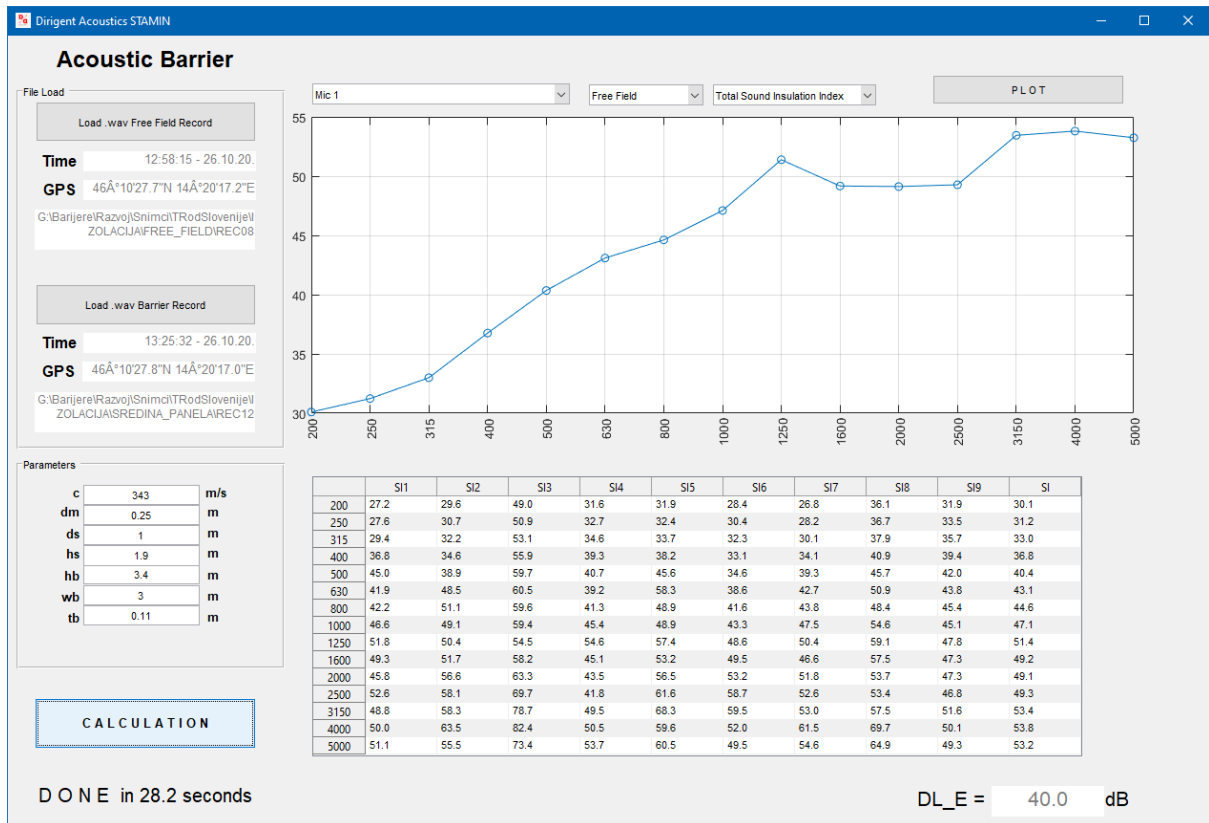 Dirigent Acoustics STAMIN
Acoustic Barrier
File Load
Load .wav Free Field Record
Time 12:58:15 - 26.10.20.
GPS 46Â°10'27.7"N 14Â°20'17.2"E
G:\Barijere\Razvoj\Snimci\TRodSlovenije\I
ZOLACIJA\FREE_FIELD\REC08
Load .wav Barrier Record
Time 13:25:32 - 26.10.20.
GPS 46Â°10'27.8"N 14Â°20'17.0"E
G:\Barijere\Razvoj\Snimci\TRodSlovenije\I
ZOLACIJA\SREDINA_PANELA\REC12
Parameters
c 343 m/s
dm 0.25 m
ds 1 m
hs 1.9 m
hb 3.4 m
wb 3 m
tb 0.11 m
CALCULATION
DONE in 28.2 seconds
Mic 1 Free Field Total Sound Insulation Index PLOT
55
50
45
40
35
30
200 250 315 400 500 630 800 1000 1250 1600 2000 2500 3150 4000 5000
SI1 SI2 SI3 SI4 SI5 SI6 SI7 SI8 SI9 SI
200 27.2 29.6 49.0 31.6 31.9 28.4 26.8 36.1 31.9 30.1
250 27.6 30.7 50.9 32.7 32.4 30.4 28.2 36.7 33.5 31.2
315 29.4 32.2 53.1 34.6 33.7 32.3 30.1 37.9 35.7 33.0
400 36.8 34.6 55.9 39.3 38.2 33.1 34.1 40.9 39.4 36.8
500 45.0 38.9 59.7 40.7 45.6 34.6 39.3 45.7 42.0 40.4
630 41.9 48.5 60.5 39.2 58.3 38.6 42.7 50.9 43.8 43.1
800 42.2 51.1 59.6 41.3 48.9 41.6 43.8 48.4 45.4 44.6
1000 46.6 49.1 59.4 45.4 48.9 43.3 47.5 54.6 45.1 47.1
1250 51.8 50.4 54.5 54.6 57.4 48.6 50.4 59.1 47.8 51.4
1600 49.3 51.7 58.2 45.1 53.2 49.5 46.6 57.5 47.3 49.2
2000 45.8 56.6 63.3 43.5 56.5 53.2 51.8 53.7 47.3 49.1
2500 52.6 58.1 69.7 41.8 61.6 58.7 52.6 53.4 46.8 49.3
3150 48.8 58.3 78.7 49.5 68.3 59.5 53.0 57.5 51.6 53.4
4000 50.0 63.5 82.4 50.5 59.6 52.0 61.5 69.7 50.1 53.8
5000 51.1 55.5 73.4 53.7 60.5 49.5 54.6 64.9 49.3 53.2
DL_E = 40.0 dB